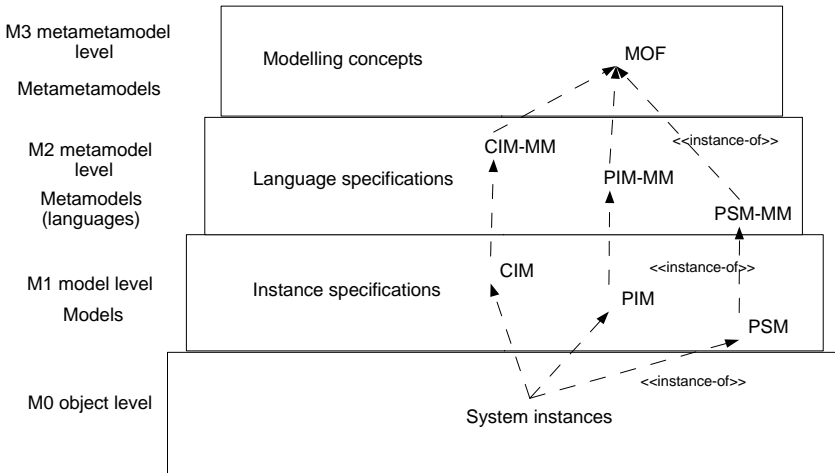 M3 metametamodel
level
Metametamodels
Modelling concepts
MOF
M2 metamodel
level
Metamodels
(languages)
Language specifications
CIM-MM
PIM-MM
PSM-MM
<<instance-of>>
M1 model level
Models
Instance specifications
CIM
PIM
PSM
<<instance-of>>
M0 object level
System instances
<<instance-of>>